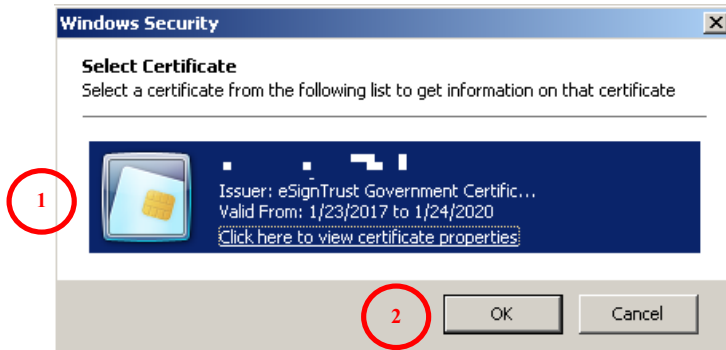 Windows Security
Select Certificate
Select a certificate from the following list to get information on that certificate
1
Issuer: eSignTrust Government Certific...
Valid From: 1/23/2017 to 1/24/2020
Click here to view certificate properties
2
OK
Cancel